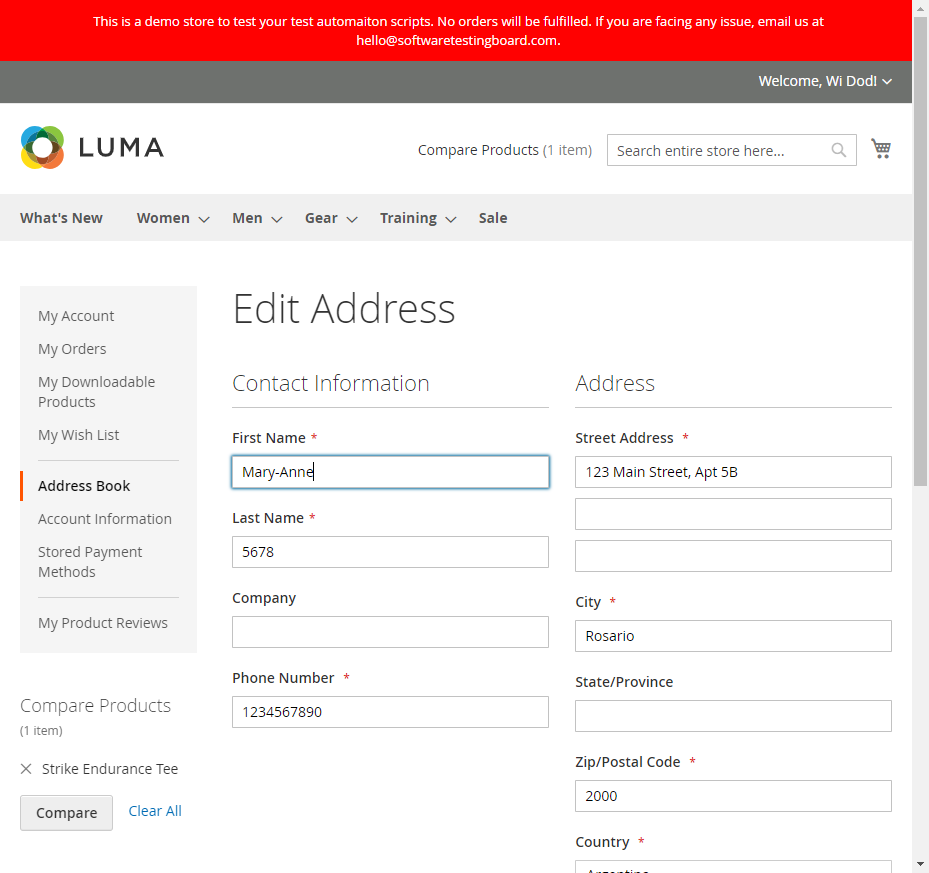 This is a demo store to test your test automaiton scripts. No orders will be fulfilled. If you are facing any issue, email us at
hello@softwaretestingboard.com.
Welcome, Wi Dod!
LUMA
Compare Products (1 item)
Search entire store here...
What's New
Women
Men
Gear
Training
Sale
My Account
My Orders
My Downloadable
Products
My Wish List
Address Book
Account Information
Stored Payment
Methods
My Product Reviews
Compare Products
(1 item)
Strike Endurance Tee
Compare
Clear All
Edit Address
Contact Information
First Name *
Mary-Anne
Last Name *
5678
Company
Phone Number *
1234567890
Address
Street Address *
123 Main Street, Apt 5B
City *
Rosario
State/Province
Zip/Postal Code *
2000
Country *
Argentina